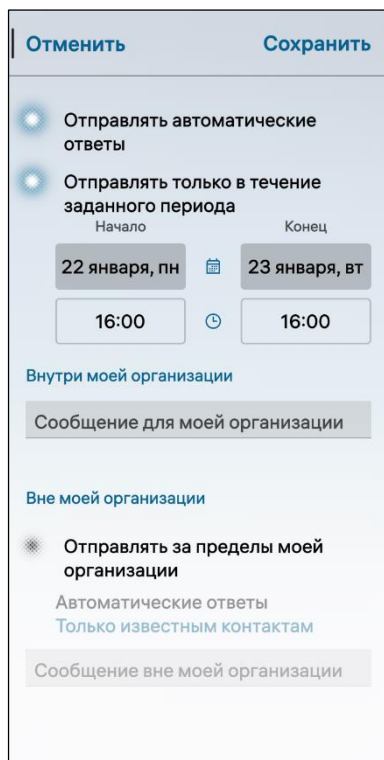 Отменить Сохранить
Отправлять автоматические
ответы
Отправлять только в течение
заданного периода
Начало Конец
22 января, пн 23 января, вт
16:00 16:00
Внутри моей организации
Сообщение для моей организации
Вне моей организации
Отправлять за пределы моей
организации
Автоматические ответы
Только известным контактам
Сообщение вне моей организации